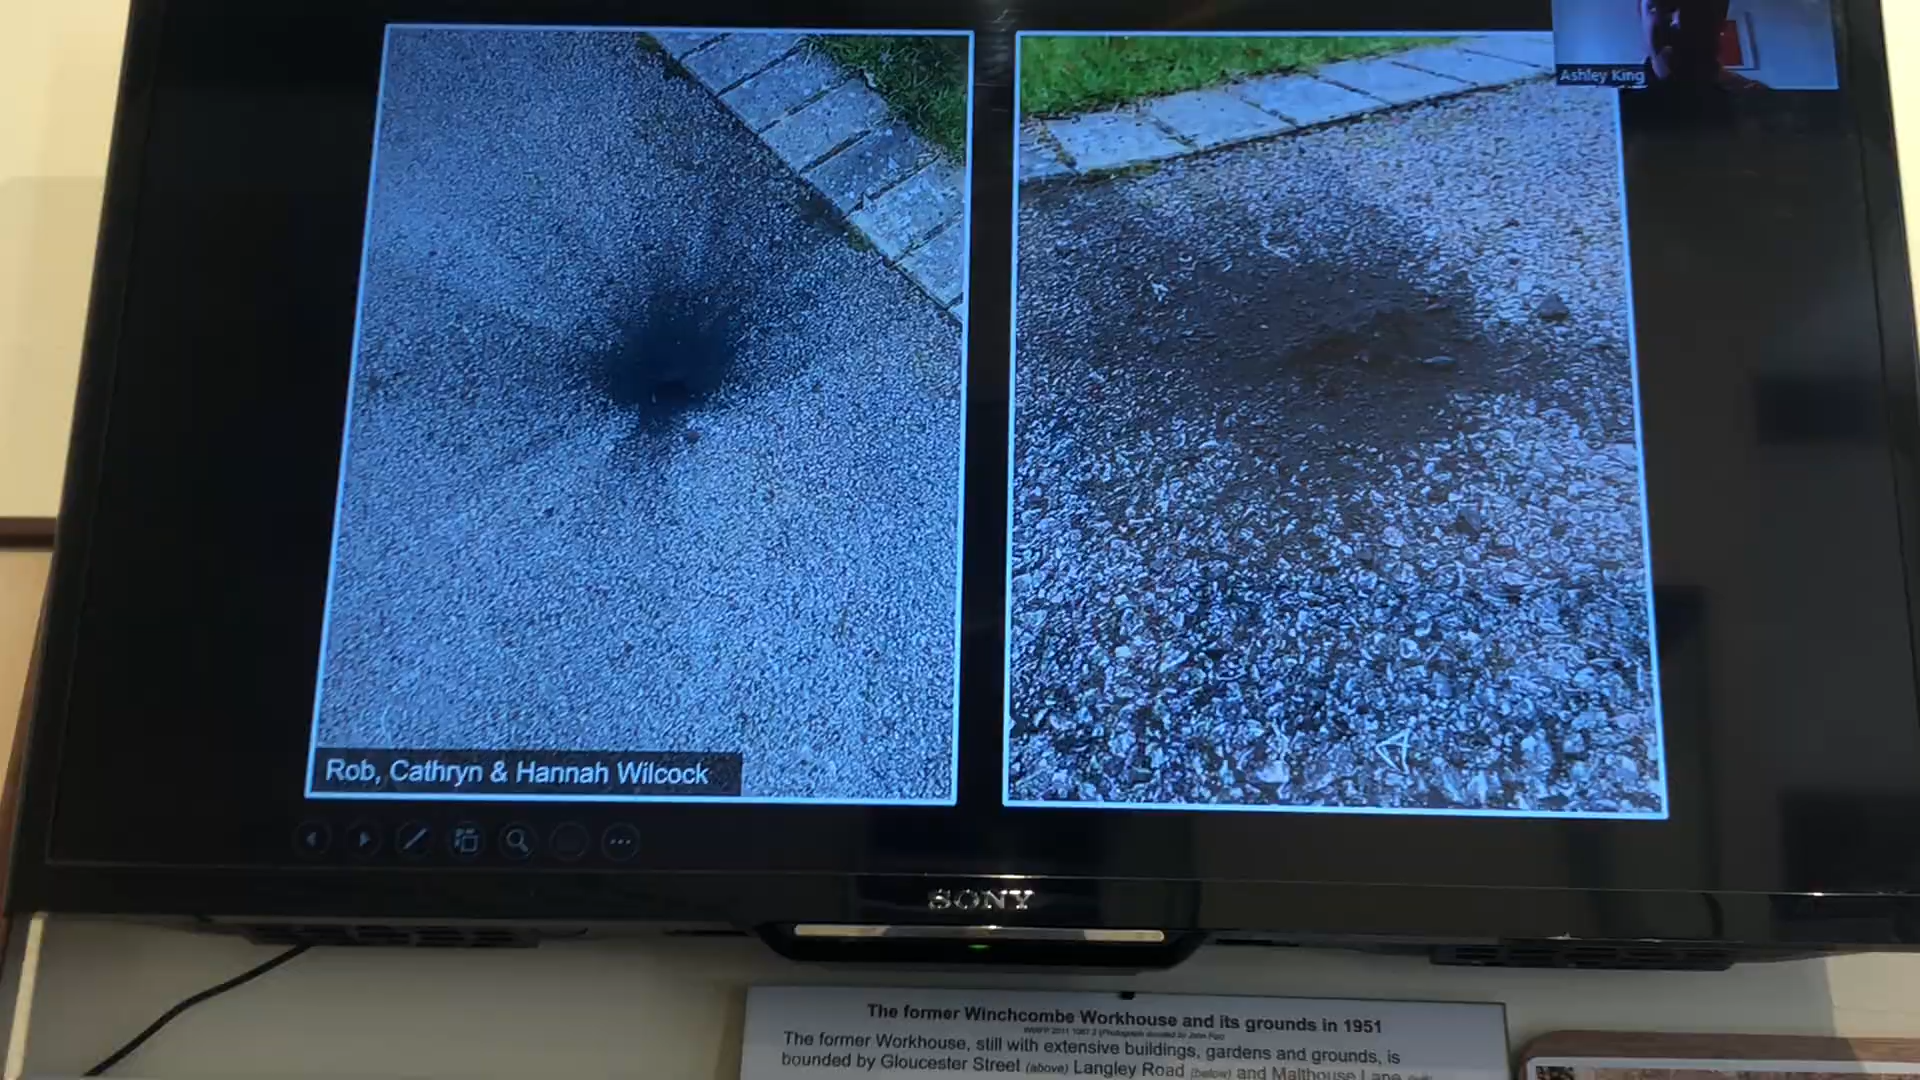 Ashley King
Rob, Cathryn & Hannah Wilcock
SONY
The former Winchcombe Workhouse and its grounds in 1951
The former Workhouse, still with extensive buildings, gardens and grounds, is
bounded by Gloucester Street (above) Langley Road (below) and Malthouse Lane